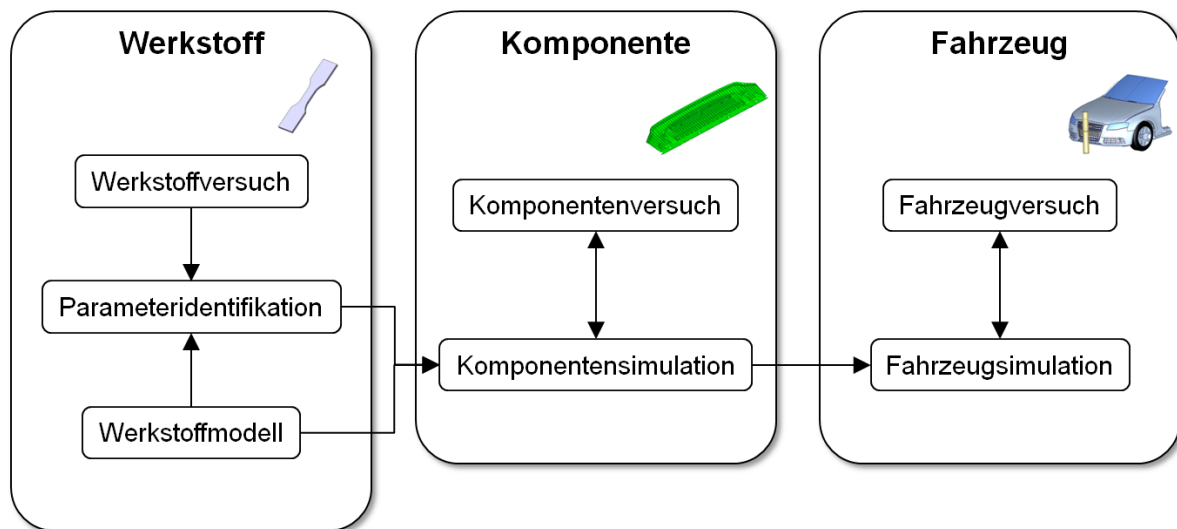 Werkstoff
Werkstoffversuch
Parameteridentifikation
Werkstoffmodell
Komponente
Komponentenversuch
Komponentensimulation
Fahrzeug
Fahrzeugversuch
Fahrzeugsimulation